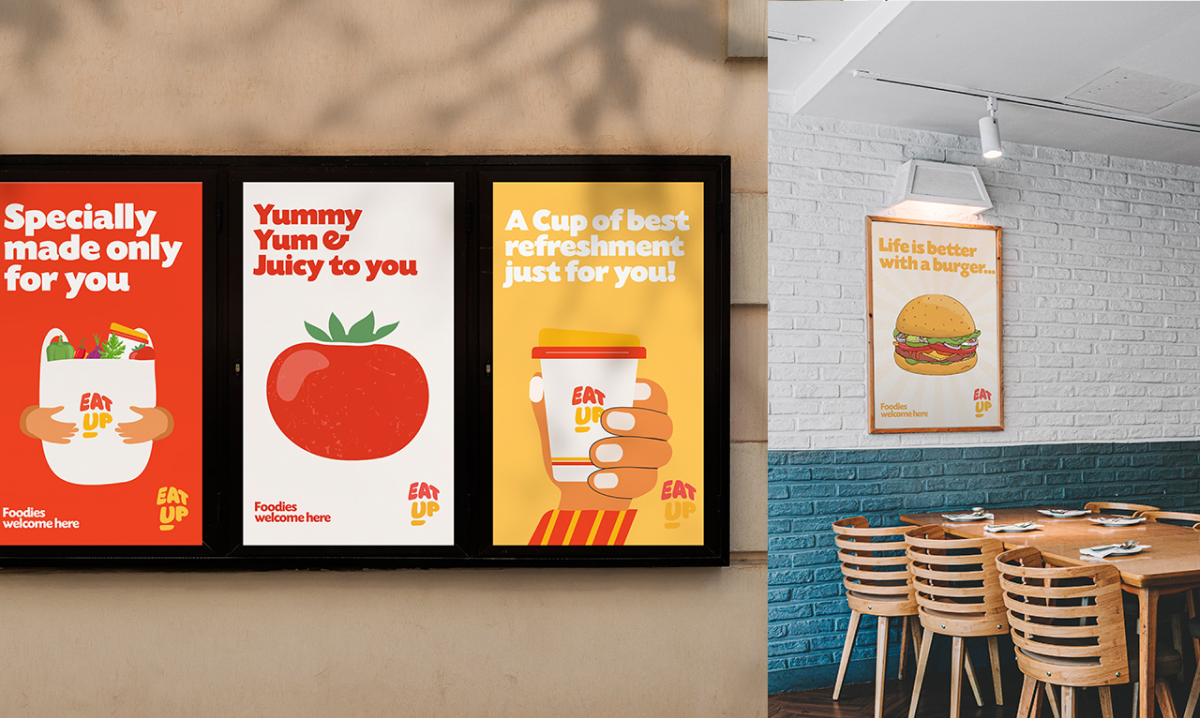 Specially
made only
for you
EAT
UP
Foodies
welcome here
EAT
UP
Yummy
Yum &
Juicy to you
Foodies
welcome here
EAT
UP
A Cup of best
refreshment
just for you!
EAT
UP
EAT
UP
Life is better
with a burger...
Foodies
welcome here
EAT
UP